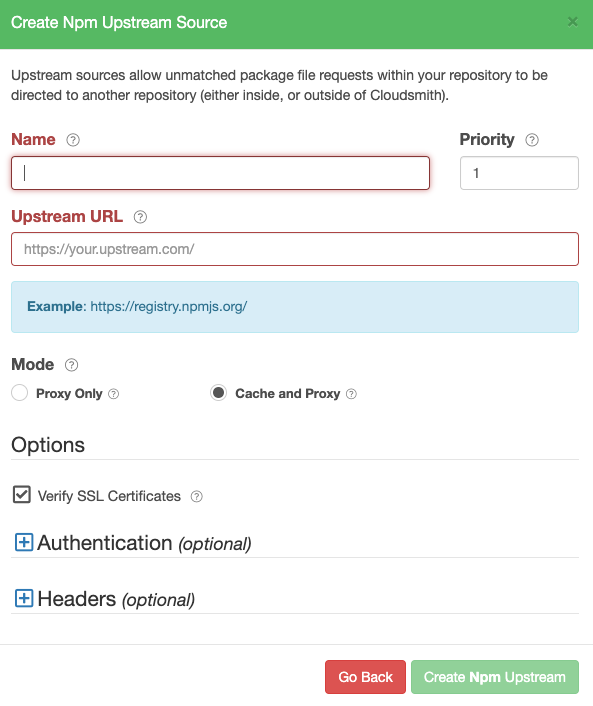 Create Npm Upstream Source ×
Upstream sources allow unmatched package file requests within your repository to be
directed to another repository (either inside, or outside of Cloudsmith).
Name ? Priority ?
1
Upstream URL ?
https://your.upstream.com/
Example: https://registry.npmjs.org/
Mode ?
Proxy Only ? Cache and Proxy ?
Options
Verify SSL Certificates ?
Authentication (optional)
Headers (optional)
Go Back Create Npm Upstream